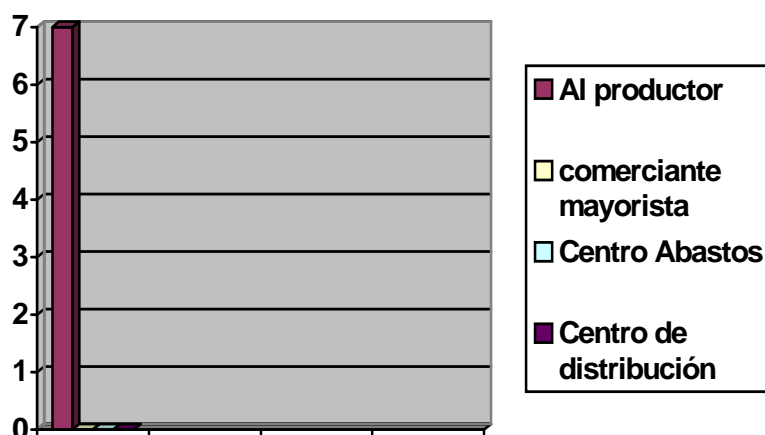 7
6
5
4
3
2
1
0
Al productor
comerciante
mayorista
Centro Abastos
Centro de
distribución